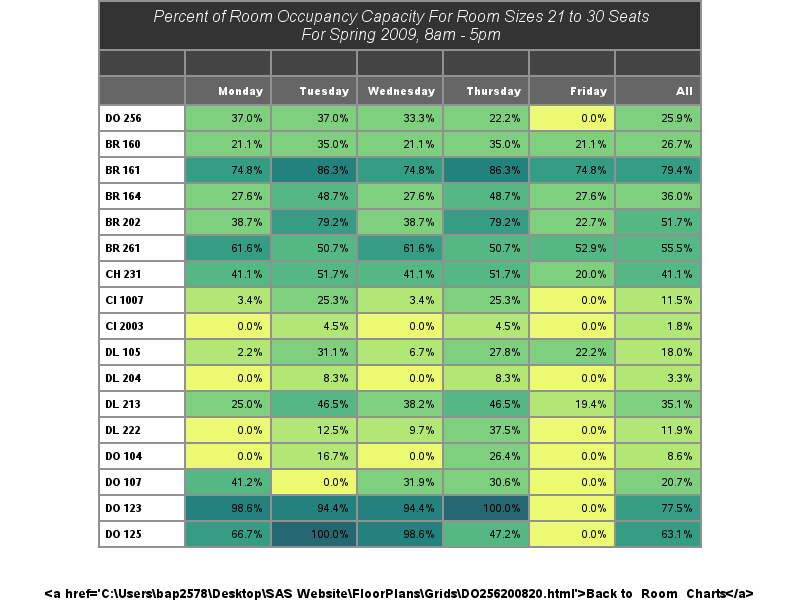 Percent of Room Occupancy Capacity For Room Sizes 21 to 30 Seats
For Spring 2009, 8am - 5pm
Monday Tuesday Wednesday Thursday Friday All
DO 256 37.0% 37.0% 33.3% 22.2% 0.0% 25.9%
BR 160 21.1% 35.0% 21.1% 35.0% 21.1% 26.7%
BR 161 74.8% 86.3% 74.8% 86.3% 74.8% 79.4%
BR 164 27.6% 48.7% 27.6% 48.7% 27.6% 36.0%
BR 202 38.7% 79.2% 38.7% 79.2% 22.7% 51.7%
BR 261 61.6% 50.7% 61.6% 50.7% 52.9% 55.5%
CH 231 41.1% 51.7% 41.1% 51.7% 20.0% 41.1%
CI 1007 3.4% 25.3% 3.4% 25.3% 0.0% 11.5%
CI 2003 0.0% 4.5% 0.0% 4.5% 0.0% 1.8%
DL 105 2.2% 31.1% 6.7% 27.8% 22.2% 18.0%
DL 204 0.0% 8.3% 0.0% 8.3% 0.0% 3.3%
DL 213 25.0% 46.5% 38.2% 46.5% 19.4% 35.1%
DL 222 0.0% 12.5% 9.7% 37.5% 0.0% 11.9%
DO 104 0.0% 16.7% 0.0% 26.4% 0.0% 8.6%
DO 107 41.2% 0.0% 31.9% 30.6% 0.0% 20.7%
DO 123 98.6% 94.4% 94.4% 100.0% 0.0% 77.5%
DO 125 66.7% 100.0% 98.6% 47.2% 0.0% 63.1%
<a href='C:\Users\bap2578\Desktop\SAS Website\FloorPlans\Grids\DO256200820.html'>Back to Room Charts</a>